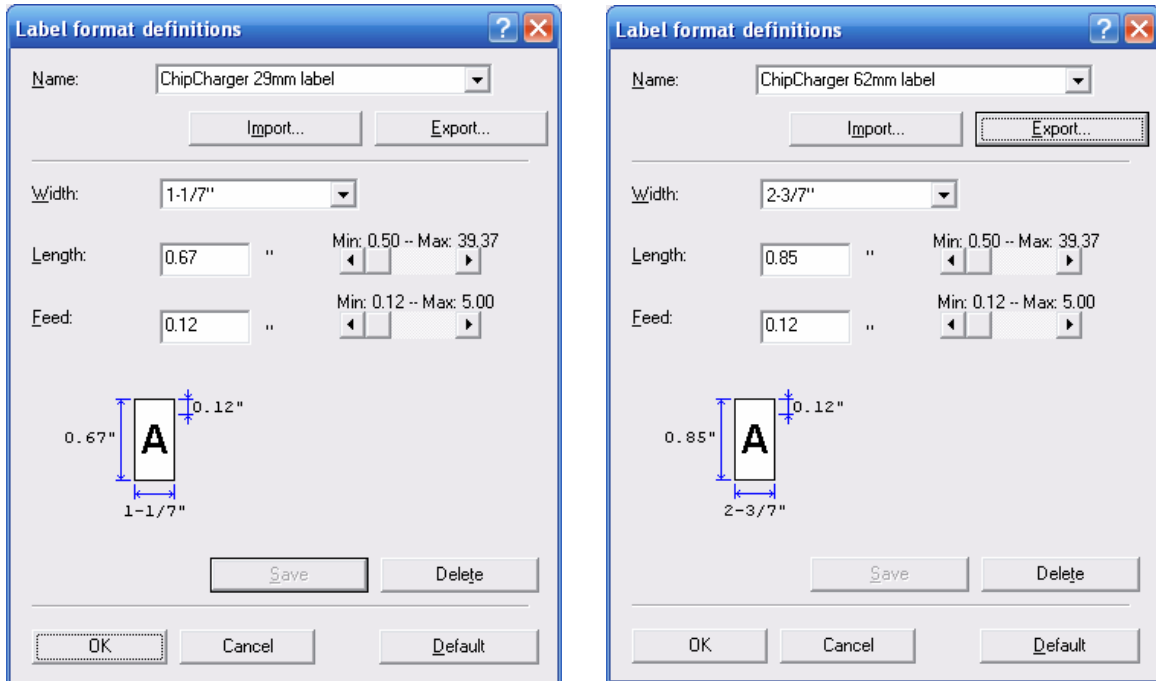 Label format definitions
Name: ChipCharger 29mm label
Import... Export...
Width: 1-1/7"
Min: 0.50 -- Max: 39.37
Length: 0.67 "
Min: 0.12 -- Max: 5.00
Feed: 0.12 "
0.12"
0.67" A
1-1/7"
Save Delete
OK Cancel Default
Label format definitions
Name: ChipCharger 62mm label
Import... Export...
Width: 2-3/7"
Min: 0.50 -- Max: 39.37
Length: 0.85 "
Min: 0.12 -- Max: 5.00
Feed: 0.12 "
0.12"
0.85" A
2-3/7"
Save Delete
OK Cancel Default